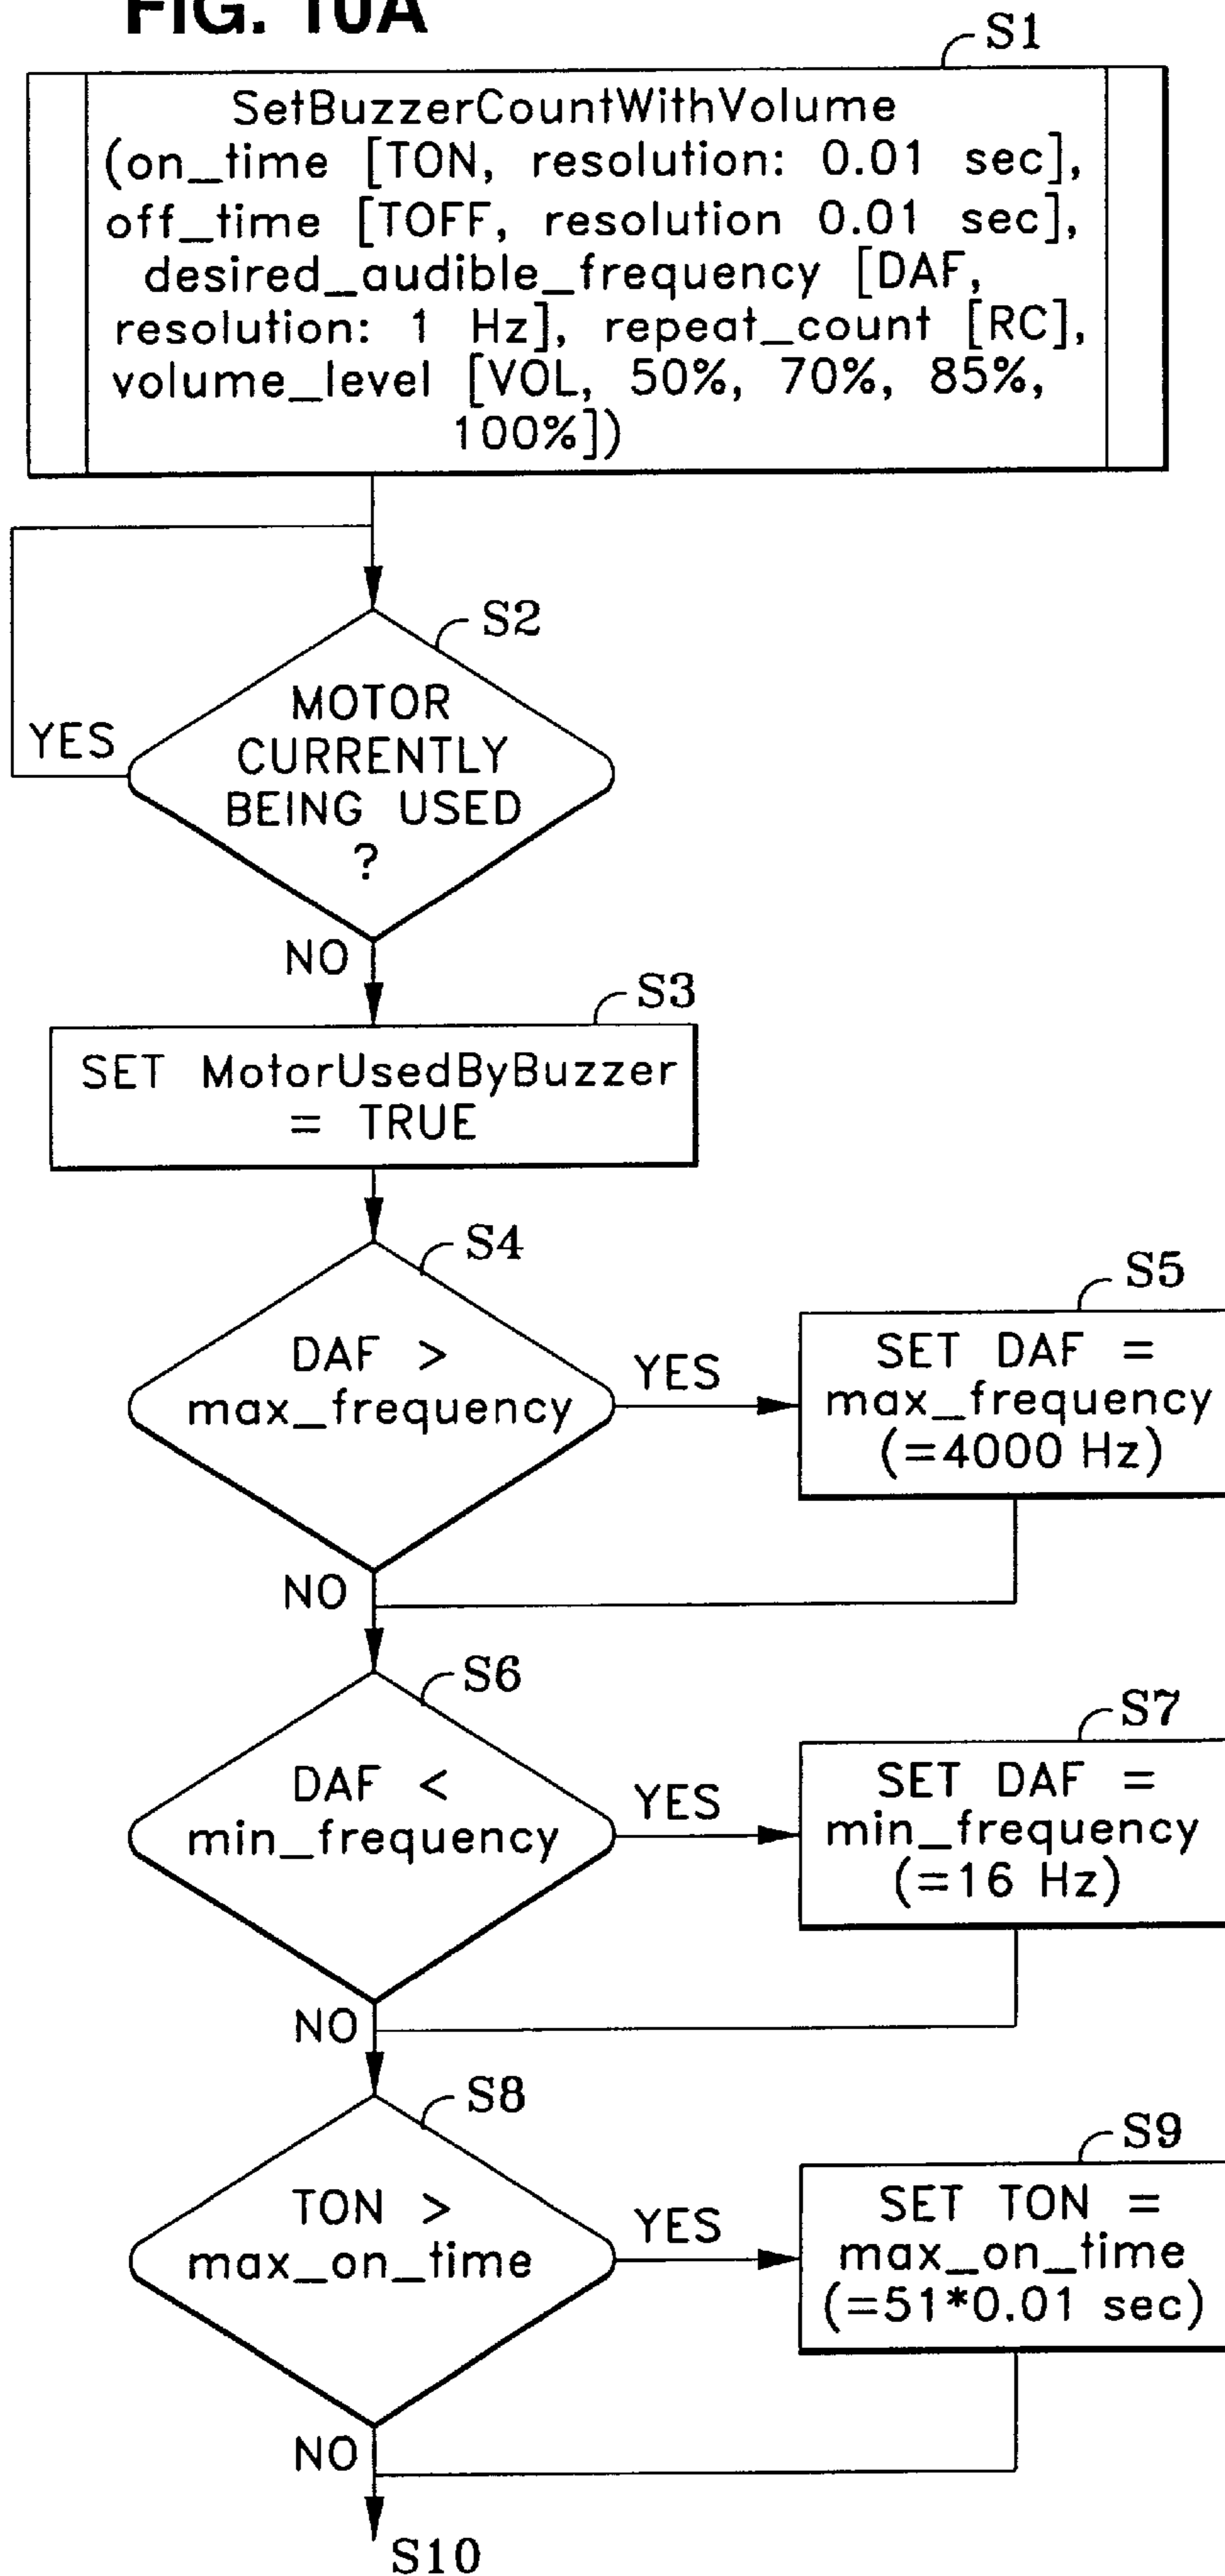 FIG. 10A
S1
SetBuzzerCountWithVolume
(on_time [TON, resolution: 0.01 sec],
off_time [TOFF, resolution 0.01 sec],
desired_audible_frequency [DAF,
resolution: 1 Hz], repeat_count [RC],
volume_level [VOL, 50%, 70%, 85%,
100%])
S2
MOTOR
CURRENTLY
BEING USED
?
YES
NO
S3
SET MotorUsedByBuzzer
= TRUE
S4
DAF >
max_frequency
YES
S5
SET DAF =
max_frequency
(=4000 Hz)
NO
S6
DAF <
min_frequency
YES
S7
SET DAF =
min_frequency
(=16 Hz)
NO
S8
TON >
max_on_time
YES
S9
SET TON =
max_on_time
(=51*0.01 sec)
NO
S10